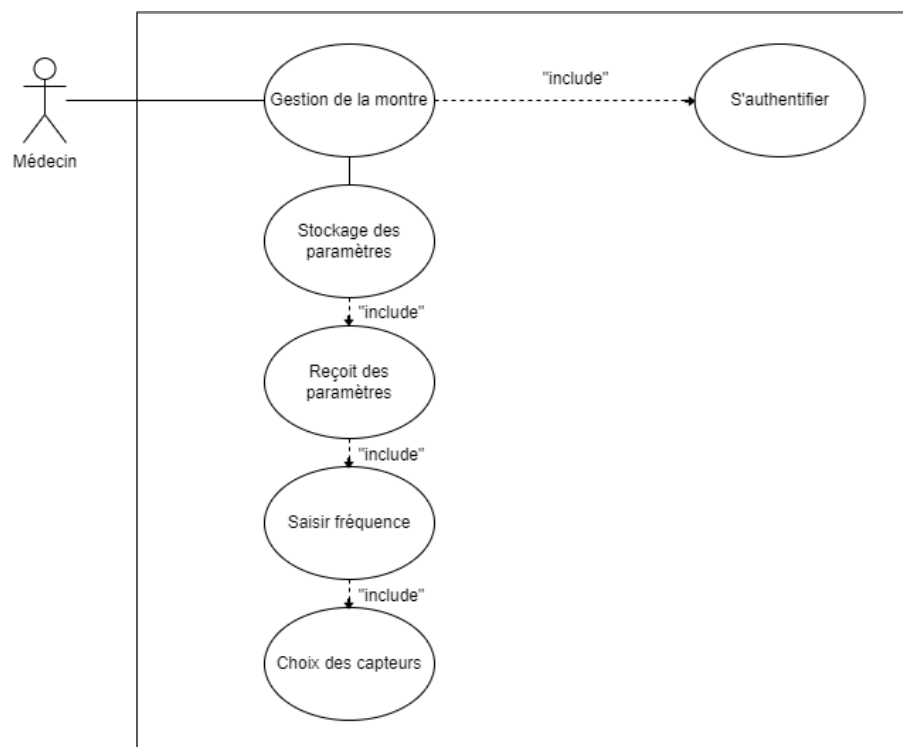 Gestion de la montre
"include"
S'authentifier
Médecin
Stockage des
paramètres
"include"
Reçoit des
paramètres
"include"
Saisir fréquence
"include"
Choix des capteurs